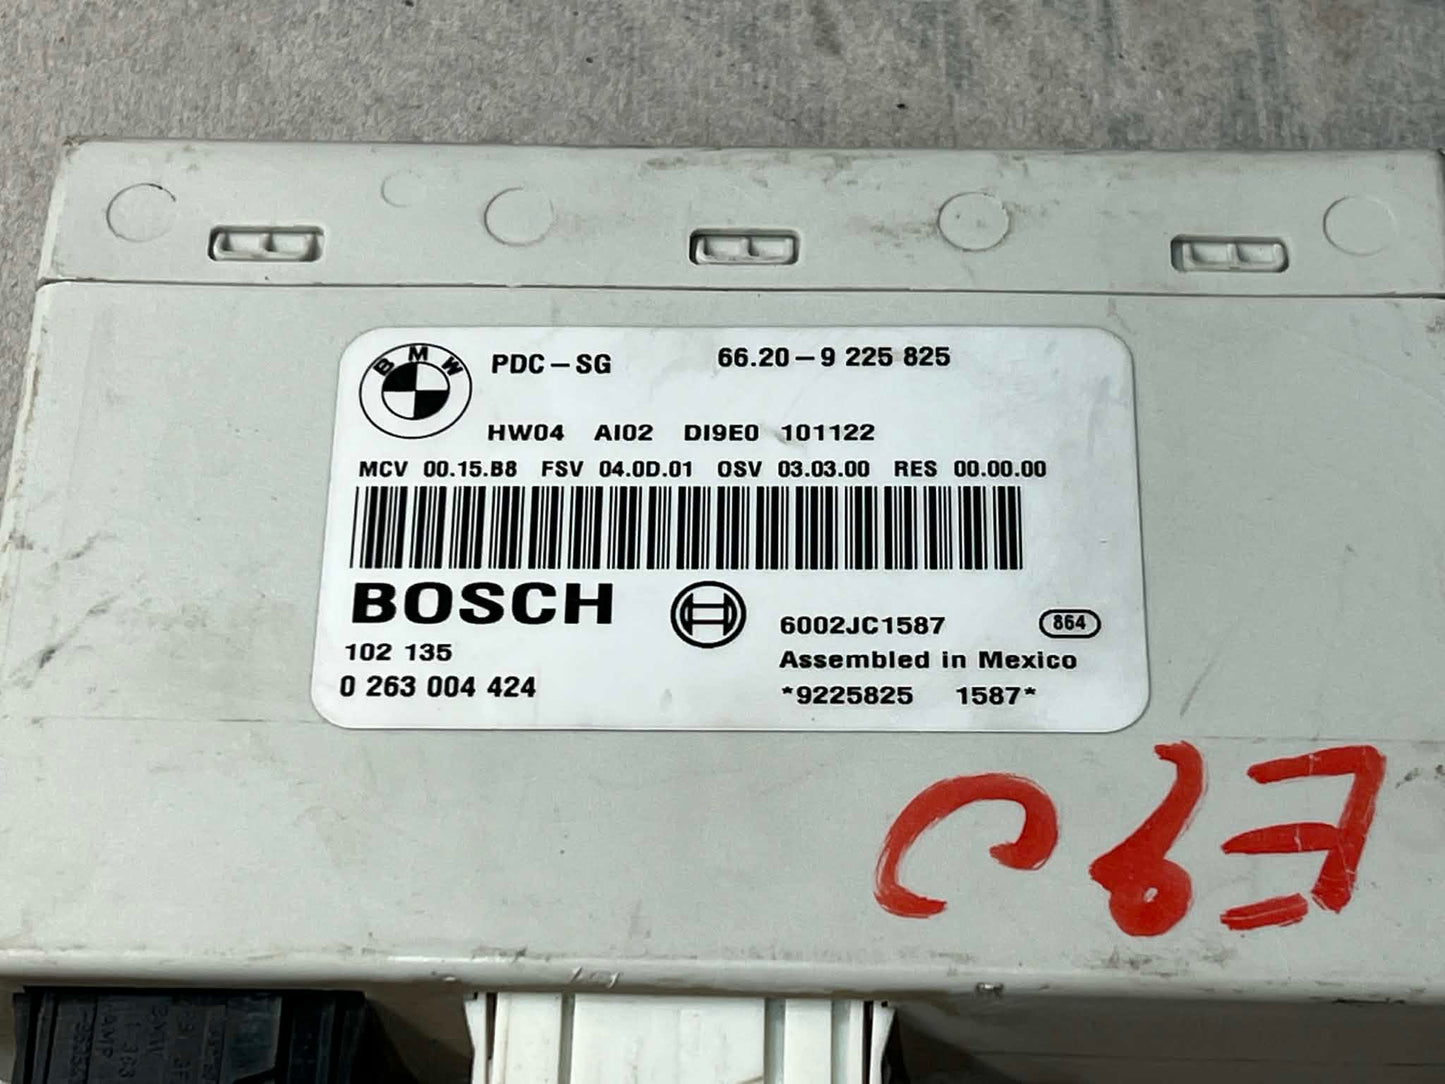 BMW
PDC-SG 66.20-9 225 825
HW04 AI02 DI9E0 101122
MCV 00.15.B8 FSV 04.0D.01 OSV 03.03.00 RES 00.00.00
BOSCH
6002JC1587 864
102 135
Assembled in Mexico
0 263 004 424
*9225825 1587*
E90